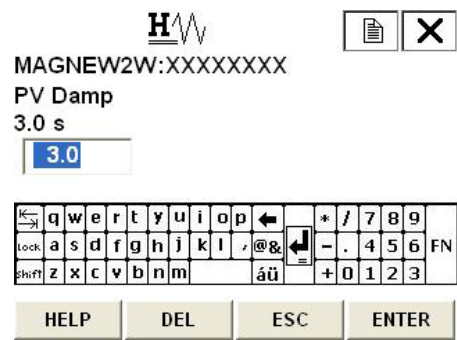 H
MAGNEW2W:XXXXXXXX
PV Damp
3.0 s
3.0
q w e r t y u i o p * / 7 8 9
Lock a s d f g h j k l , @& - . 4 5 6 FN
shift z x c v b n m áü = + 0 1 2 3
HELP DEL ESC ENTER